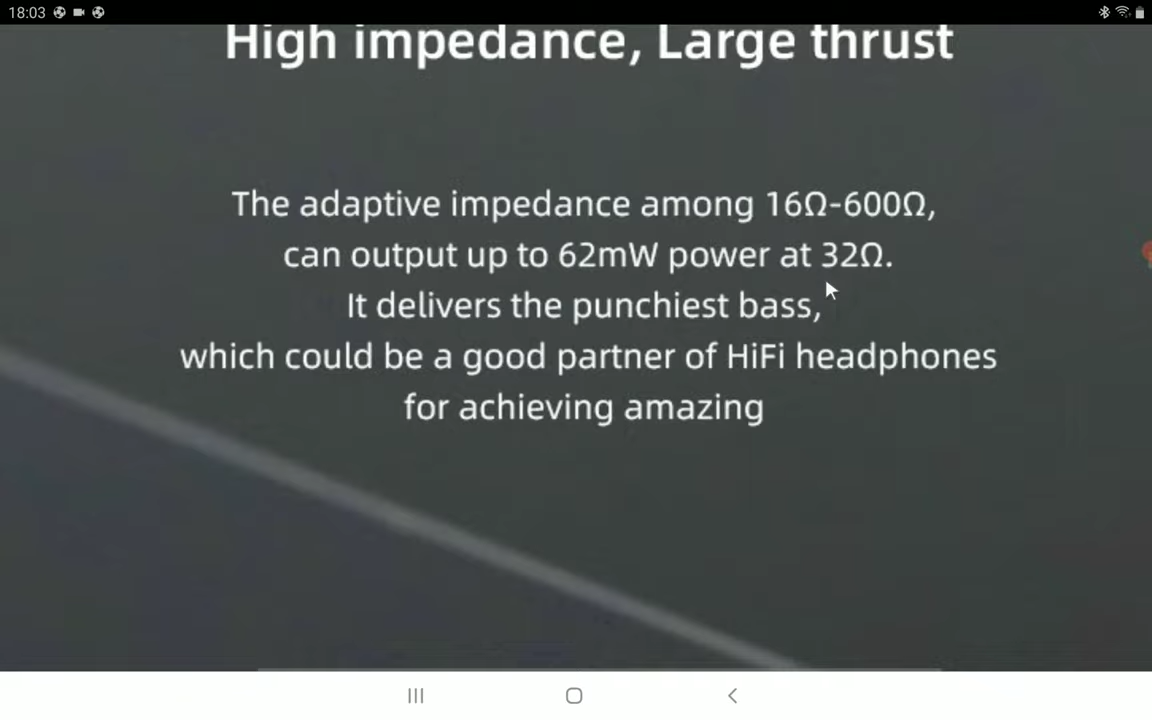 18:03
High impedance, Large thrust
The adaptive impedance among 16Ω-600Ω,
can output up to 62mW power at 32Ω.
It delivers the punchiest bass,
which could be a good partner of HiFi headphones
for achieving amazing